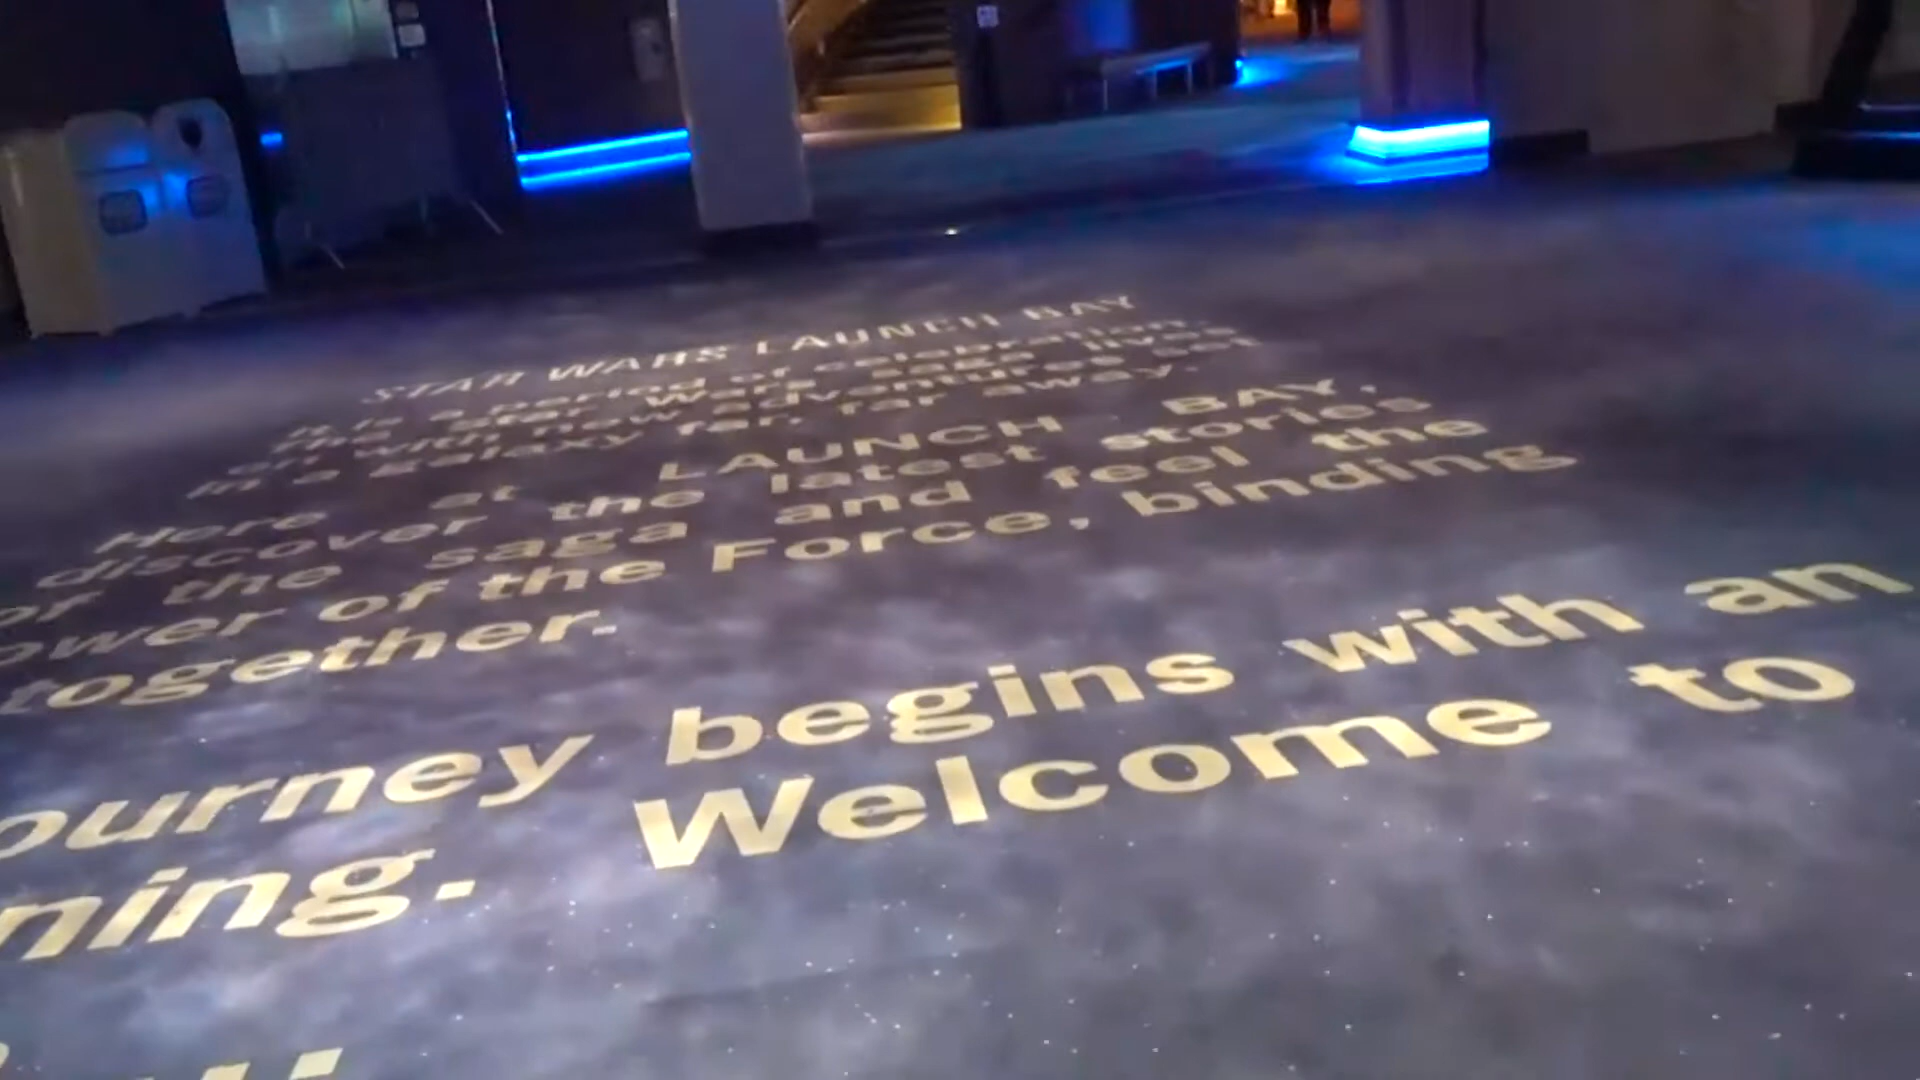 STAR WARS LAUNCH BAY
It is a period of celebration.
the Star Wars saga lives
on with new adventures set
in a galaxy far, far away.
Here at LAUNCH BAY,
discover the latest stories
of the saga and feel the
ower of the Force, binding
together.
ourney begins with an
ning. Welcome to